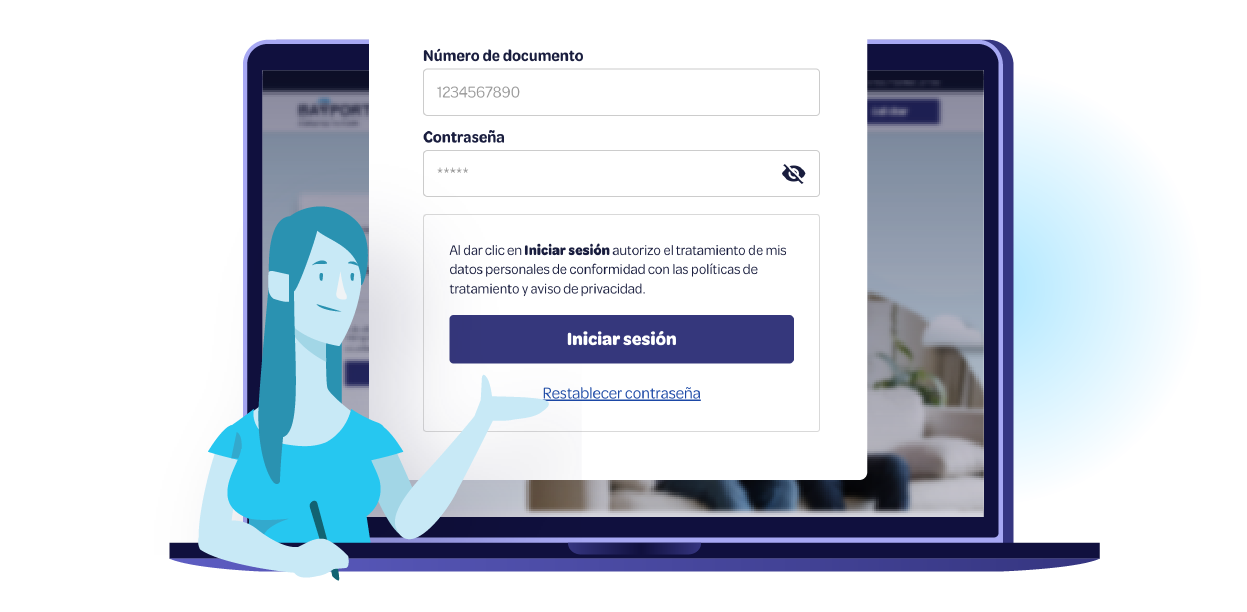 Número de documento
1234567890
Contraseña
*****
Al dar clic en Iniciar sesión autorizo el tratamiento de mis
datos personales de conformidad con las políticas de
tratamiento y aviso de privacidad.
Iniciar sesión
Restablecer contraseña
BAYPORT